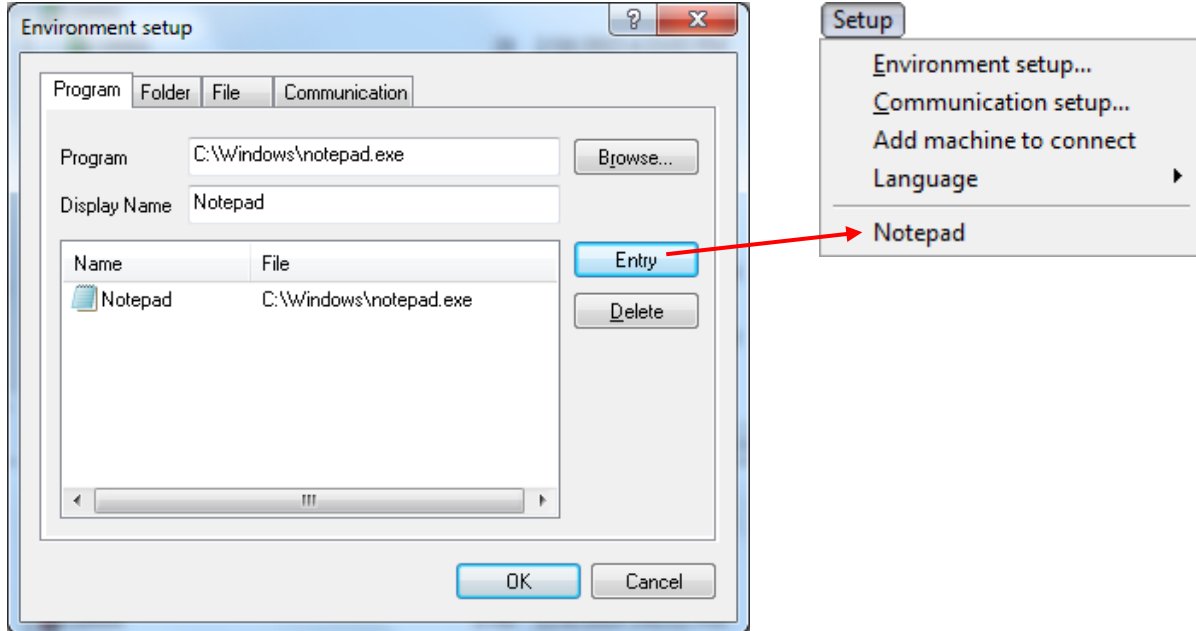 Environment setup
Program Folder File Communication
Program C:\Windows\notepad.exe Browse...
Display Name Notepad
Name File Entry
Notepad C:\Windows\notepad.exe
Delete
OK Cancel
Setup
Environment setup...
Communication setup...
Add machine to connect
Language
Notepad